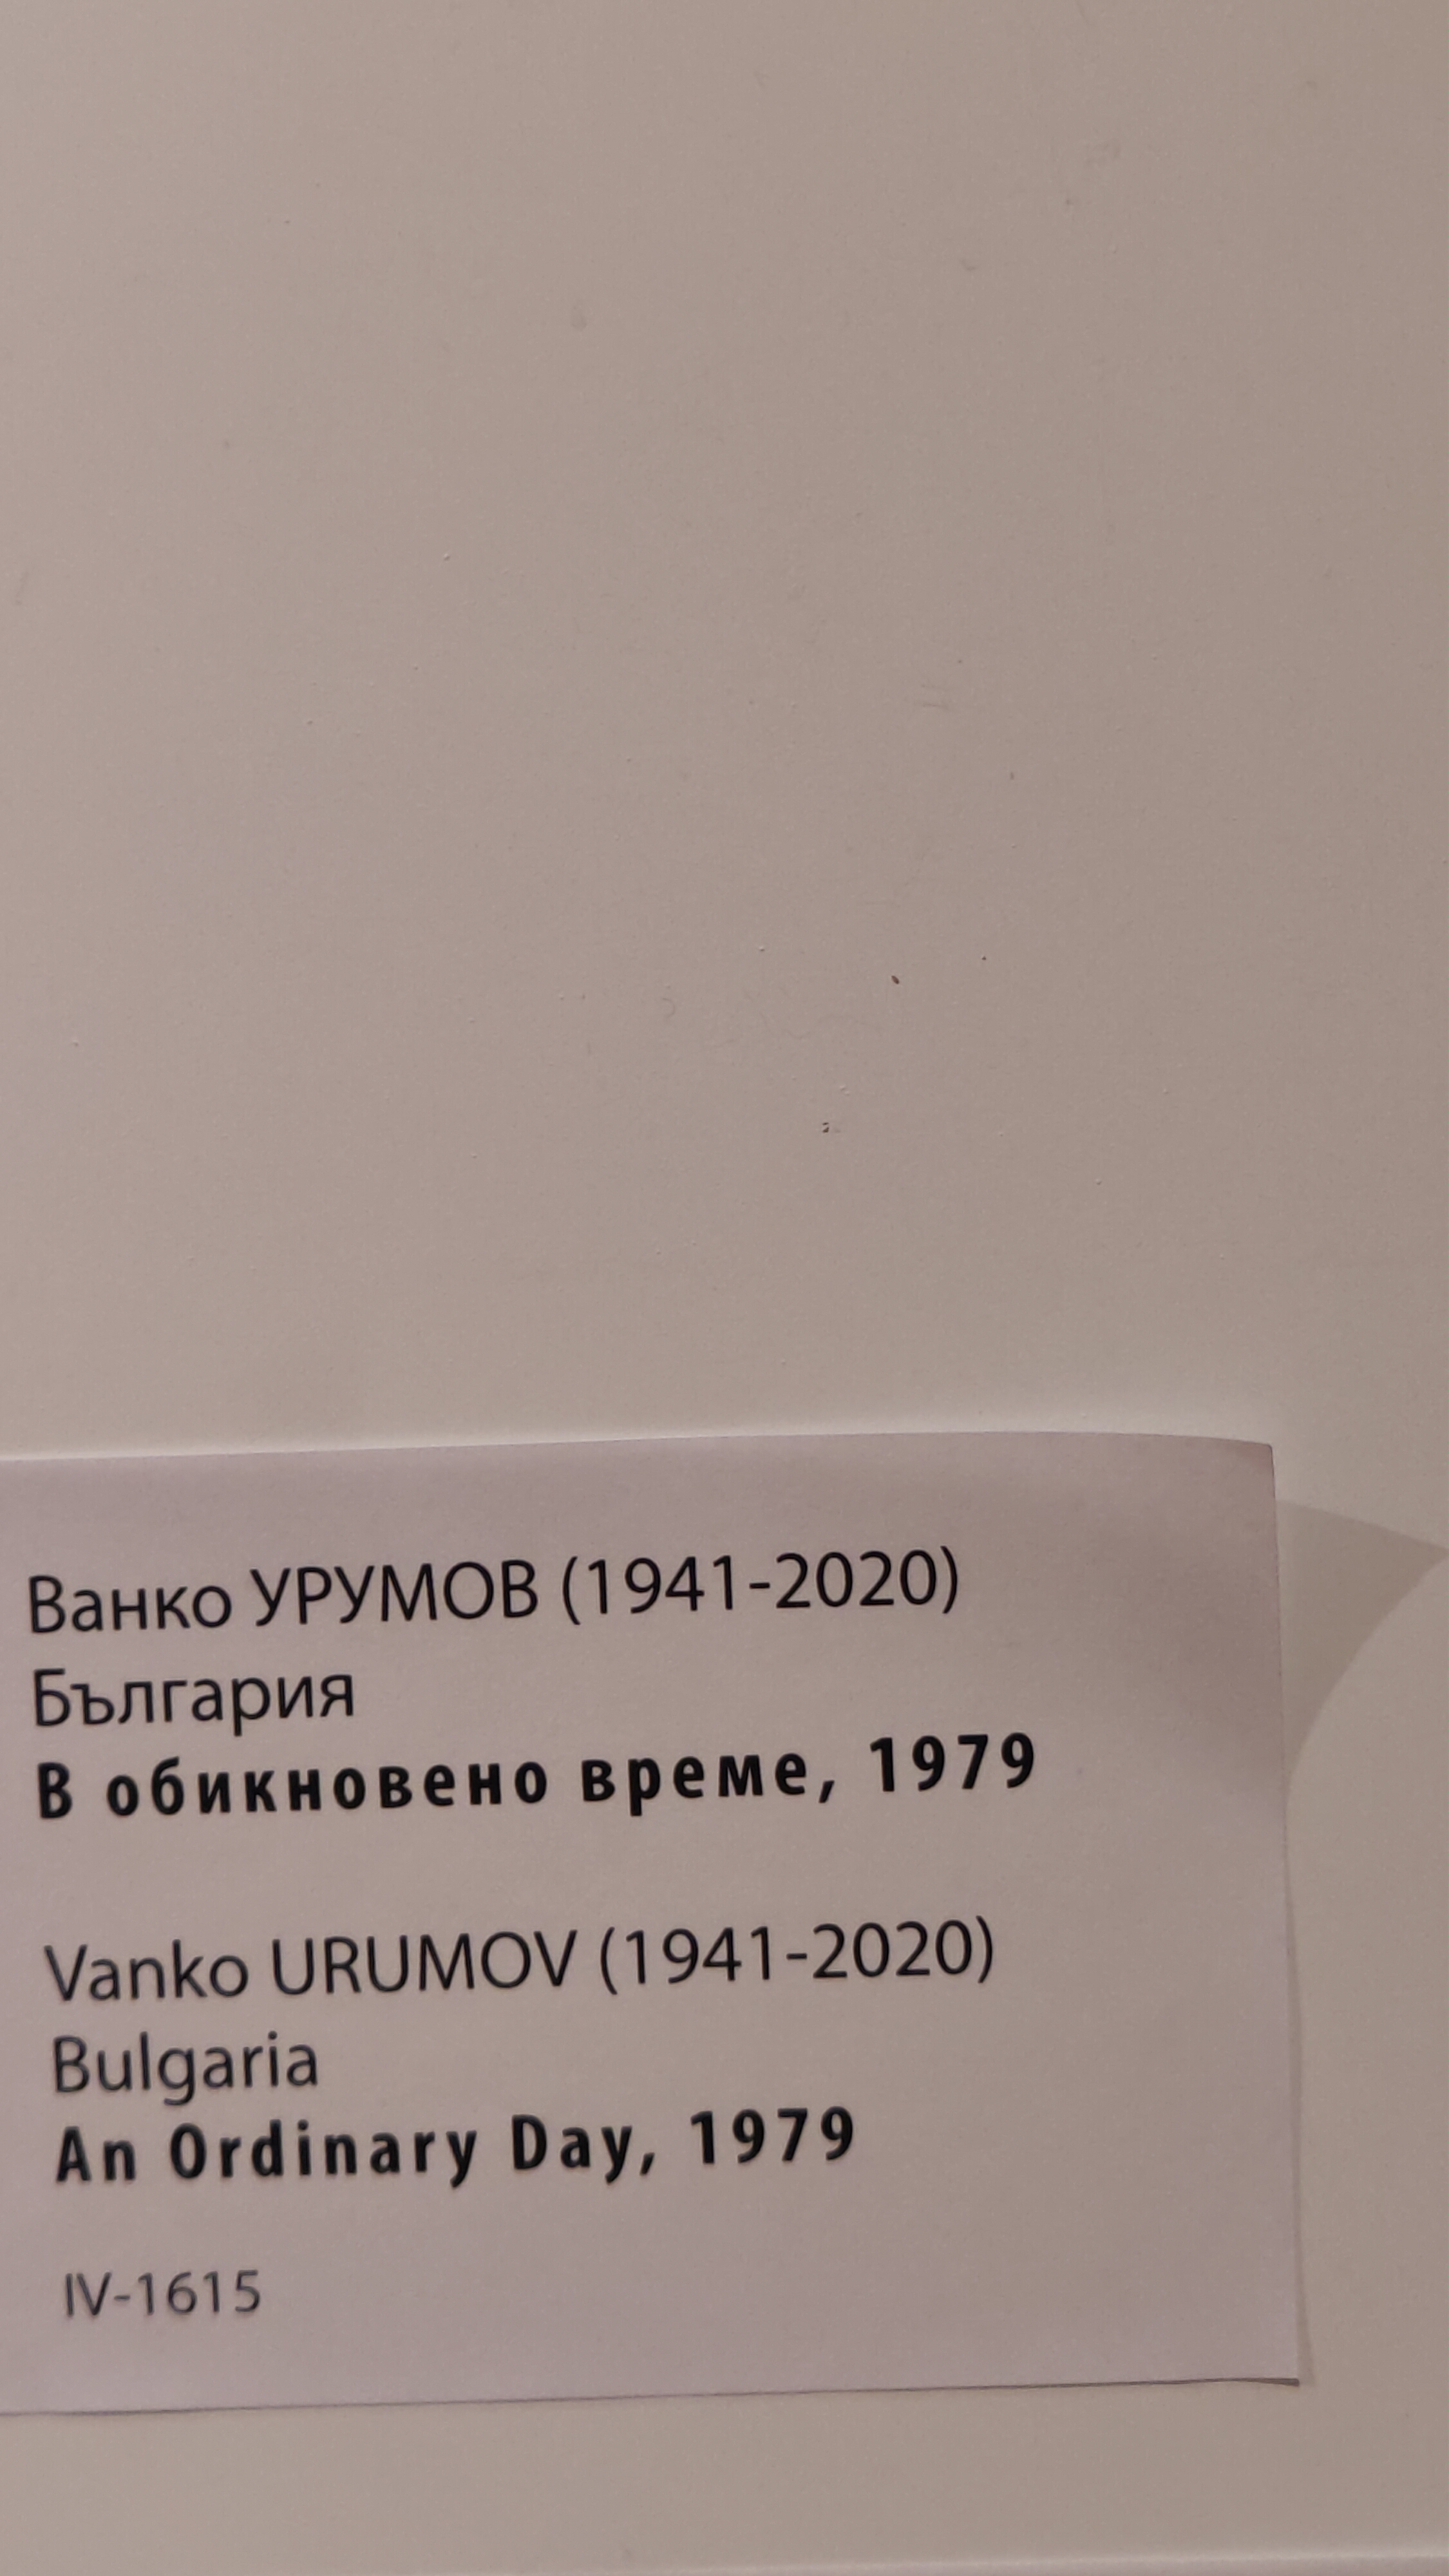 Ванко УРУМОВ (1941-2020)
България
В обикновено време, 1979
Vanko URUMOV (1941-2020)
Bulgaria
An Ordinary Day, 1979
IV-1615